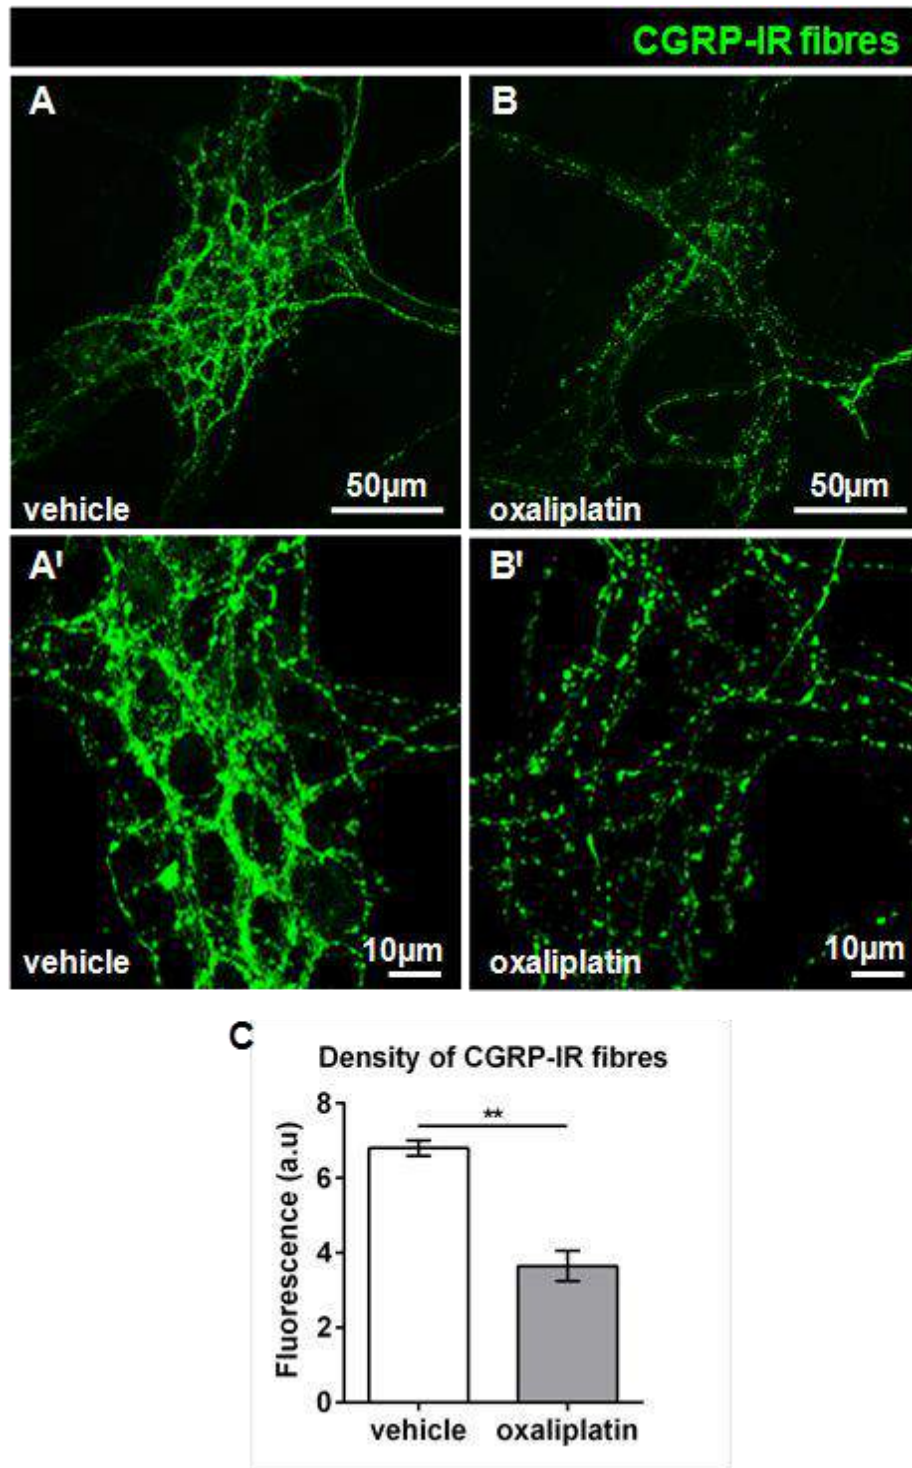 CGRP-IR fibres
A
B
50µm
50µm
vehicle
oxaliplatin
A'
B'
10µm
10µm
vehicle
oxaliplatin
C
Density of CGRP-IR fibres
8
**
6
4
2
0
Fluorescence (a.u)
vehicle
oxaliplatin